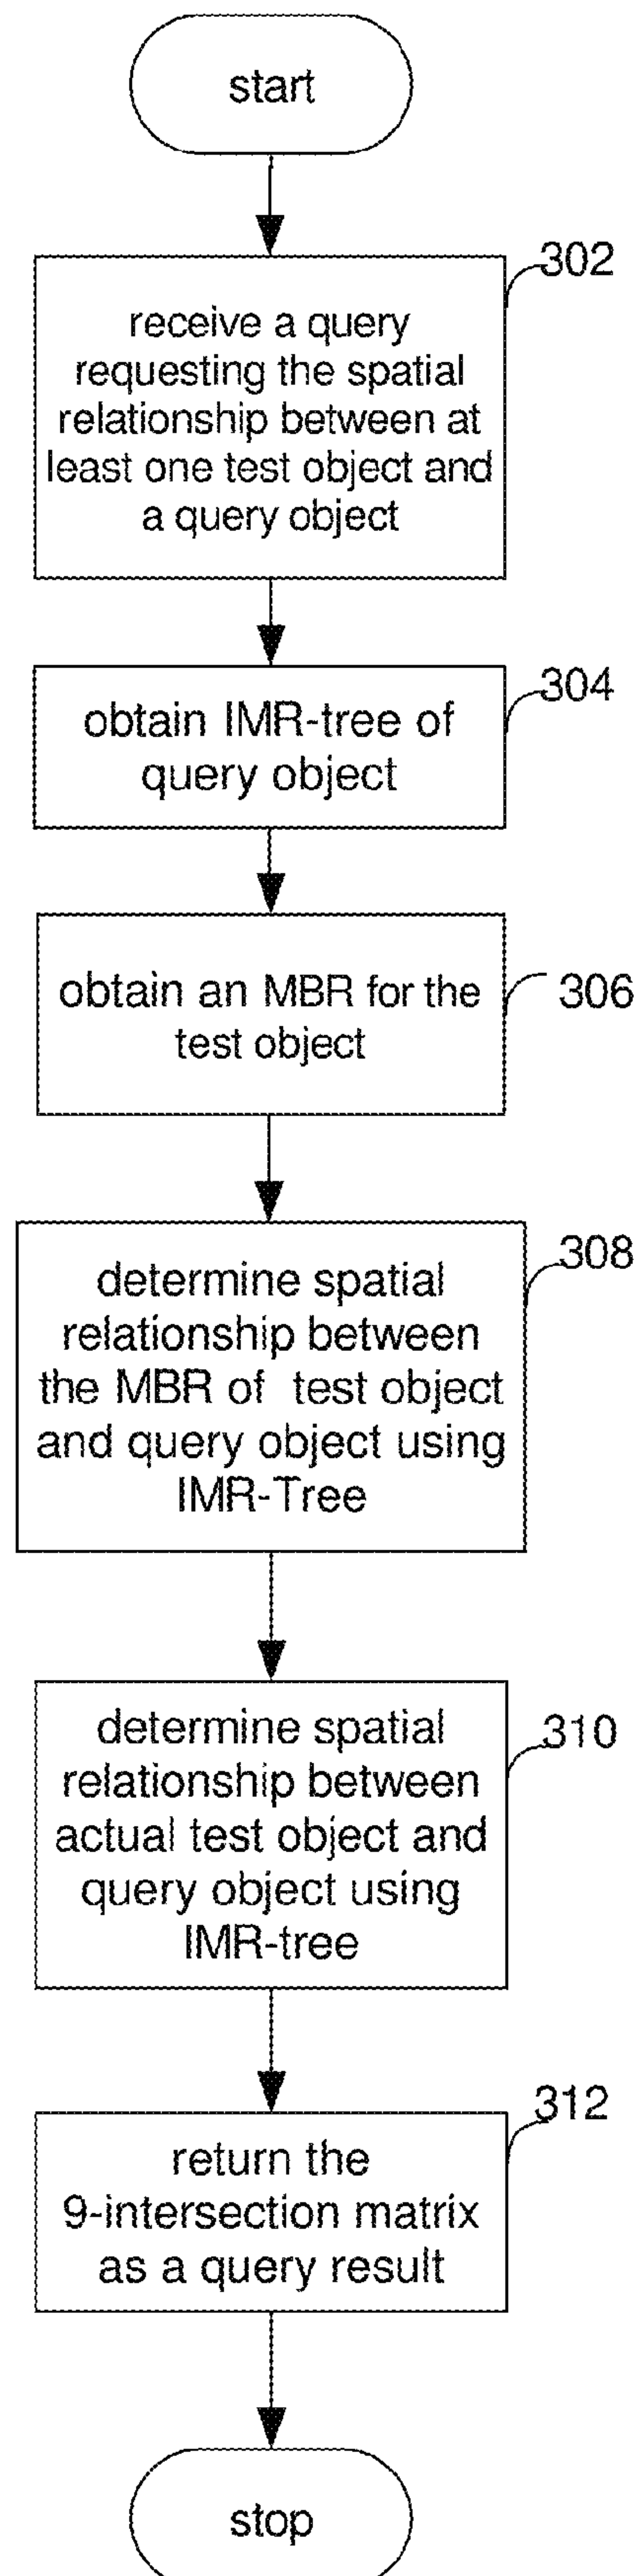 start
302
receive a query
requesting the spatial
relationship between at
least one test object and
a query object
304
obtain IMR-tree of
query object
306
obtain an MBR for the
test object
308
determine spatial
relationship between
the MBR of test object
and query object using
IMR-Tree
310
determine spatial
relationship between
actual test object and
query object using
IMR-tree
312
return the
9-intersection matrix
as a query result
stop